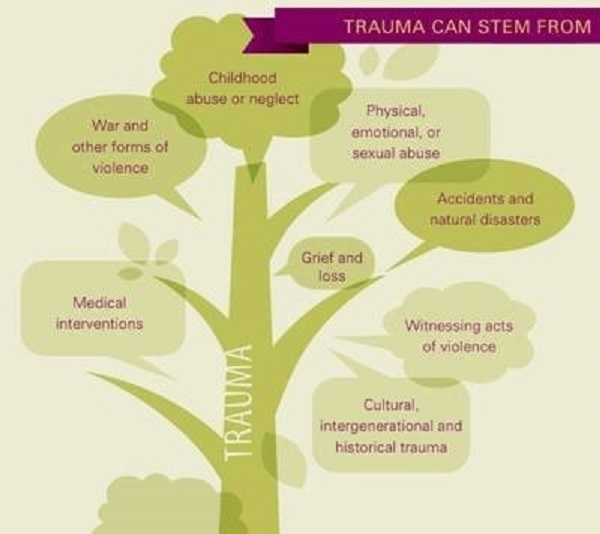 TRAUMA CAN STEM FROM
Childhood
abuse or neglect
War and
other forms of
violence
Physical,
emotional, or
sexual abuse
Accidents and
natural disasters
Grief and
loss
Medical
interventions
Witnessing acts
of violence
Cultural,
intergenerational and
historical trauma
TRAUMA